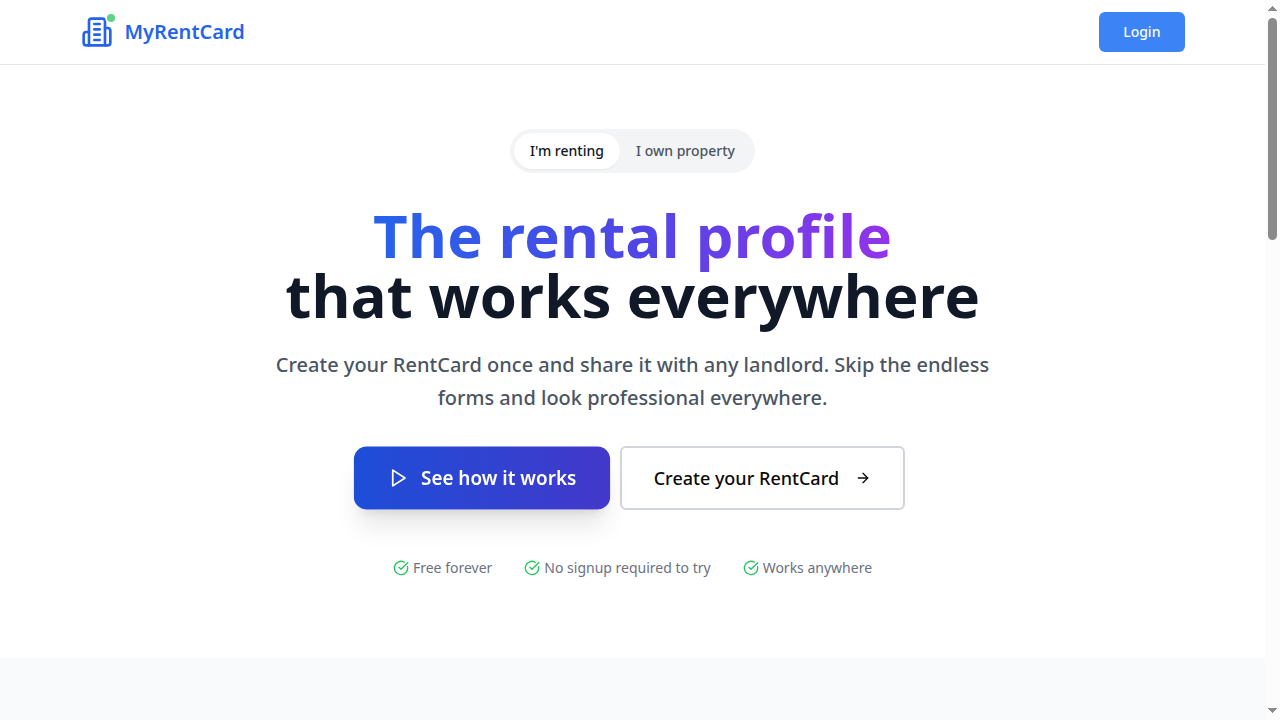 MyRentCard
Login
I'm renting
I own property
The rental profile
that works everywhere
Create your RentCard once and share it with any landlord. Skip the endless
forms and look professional everywhere.
See how it works
Create your RentCard
Free forever
No signup required to try
Works anywhere